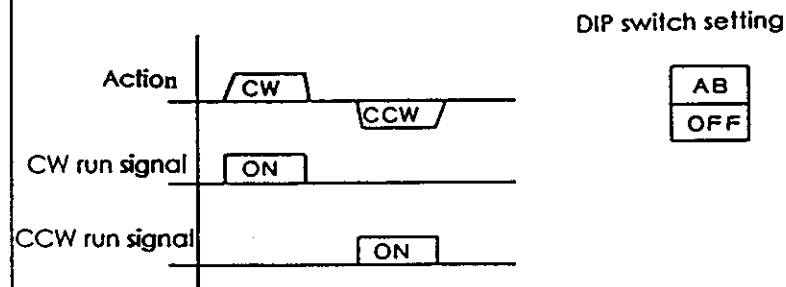 DIP switch setting
Action
CW
AB
CCW
OFF
CW run signal
ON
CCW run signal
ON